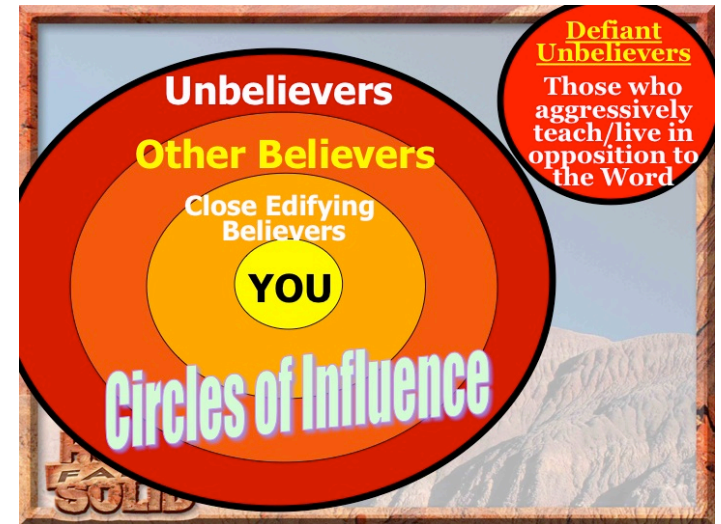 Defiant
Unbelievers
Those who
aggressively
teach/live in
opposition to
the Word
Unbelievers
Other Believers
Close Edifying
Believers
YOU
Circles of Influence
SOLID